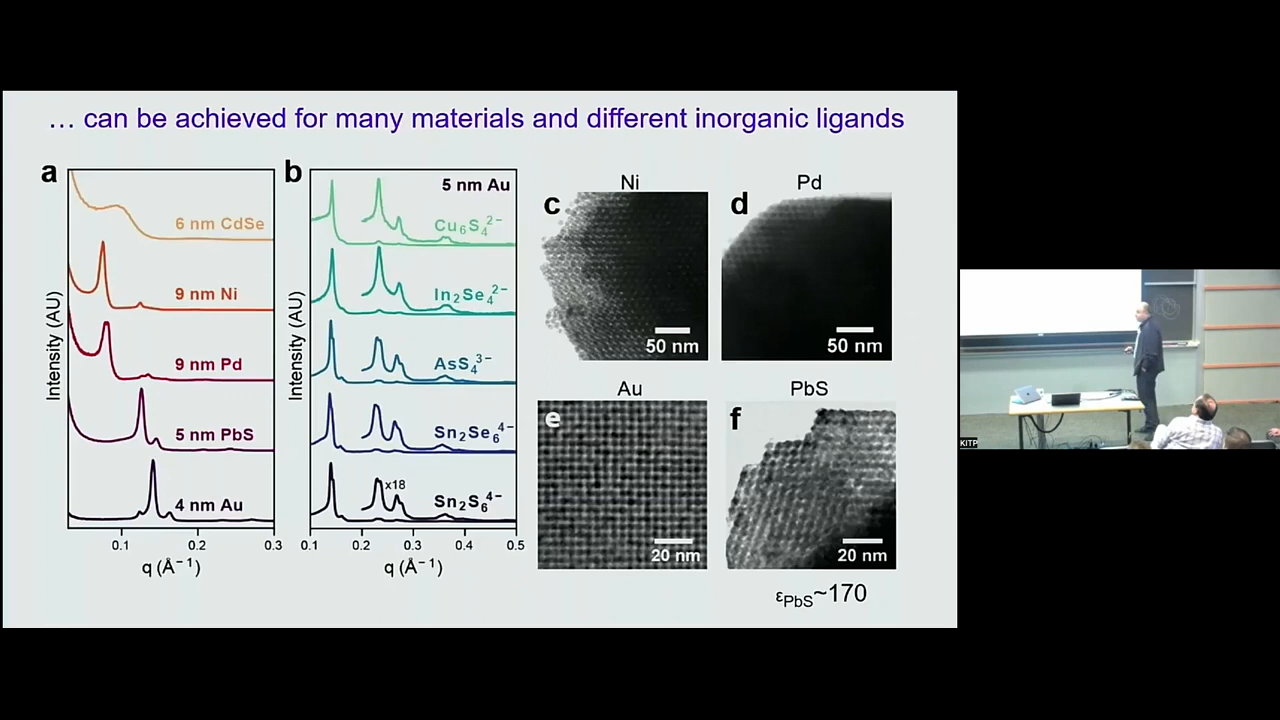 … can be achieved for many materials and different inorganic ligands
a
Intensity (AU)
6 nm CdSe
9 nm Ni
9 nm Pd
5 nm PbS
4 nm Au
0.1 0.2 0.3
q (Å⁻¹)
b
Intensity (AU)
5 nm Au
Cu₆S₄²⁻
In₂Se₄²⁻
AsS₄³⁻
Sn₂Se₆⁴⁻
x18
Sn₂S₆⁴⁻
0.1 0.2 0.3 0.4 0.5
q (Å⁻¹)
Ni
c
50 nm
Pd
d
50 nm
Au
e
20 nm
PbS
f
20 nm
εPbS~170
KITP